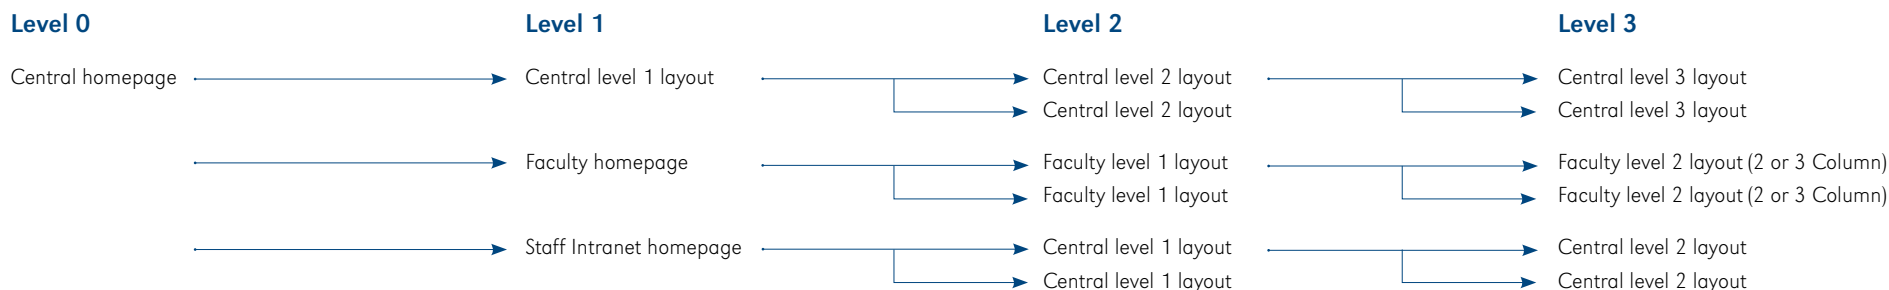 Level 0 Level 1 Level 2 Level 3
Central homepage Central level 1 layout Central level 2 layout Central level 3 layout
Central level 2 layout Central level 3 layout
Faculty homepage Faculty level 1 layout Faculty level 2 layout (2 or 3 Column)
Faculty level 1 layout Faculty level 2 layout (2 or 3 Column)
Staff Intranet homepage Central level 1 layout Central level 2 layout
Central level 1 layout Central level 2 layout